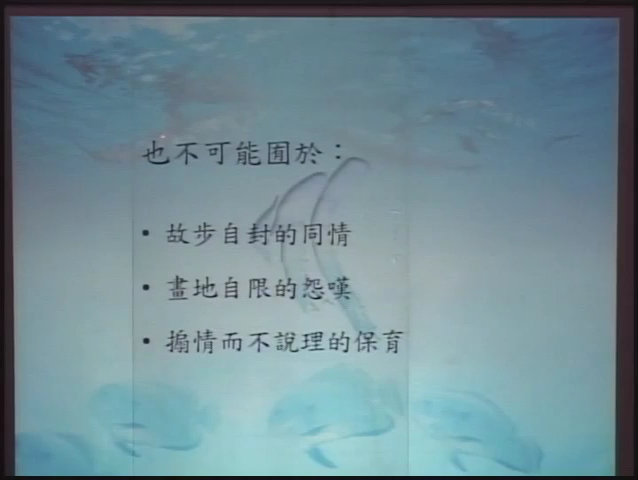 也不可能囿於：
• 故步自封的同情
• 畫地自限的怨嘆
• 搧情而不說理的保育